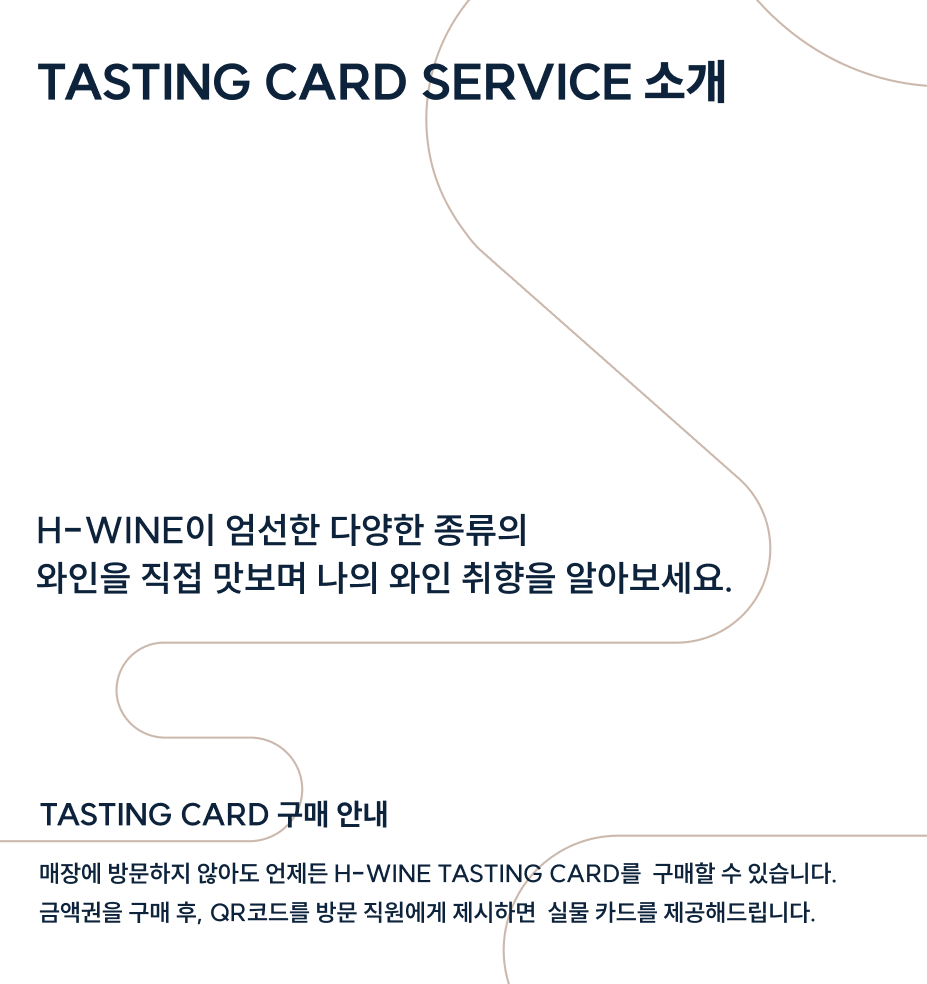 TASTING CARD SERVICE 소개
H-WINE이 엄선한 다양한 종류의
와인을 직접 맛보며 나의 와인 취향을 알아보세요.
TASTING CARD 구매 안내
매장에 방문하지 않아도 언제든 H-WINE TASTING CARD를 구매할 수 있습니다.
금액권을 구매 후, QR코드를 방문 직원에게 제시하면 실물 카드를 제공해드립니다.